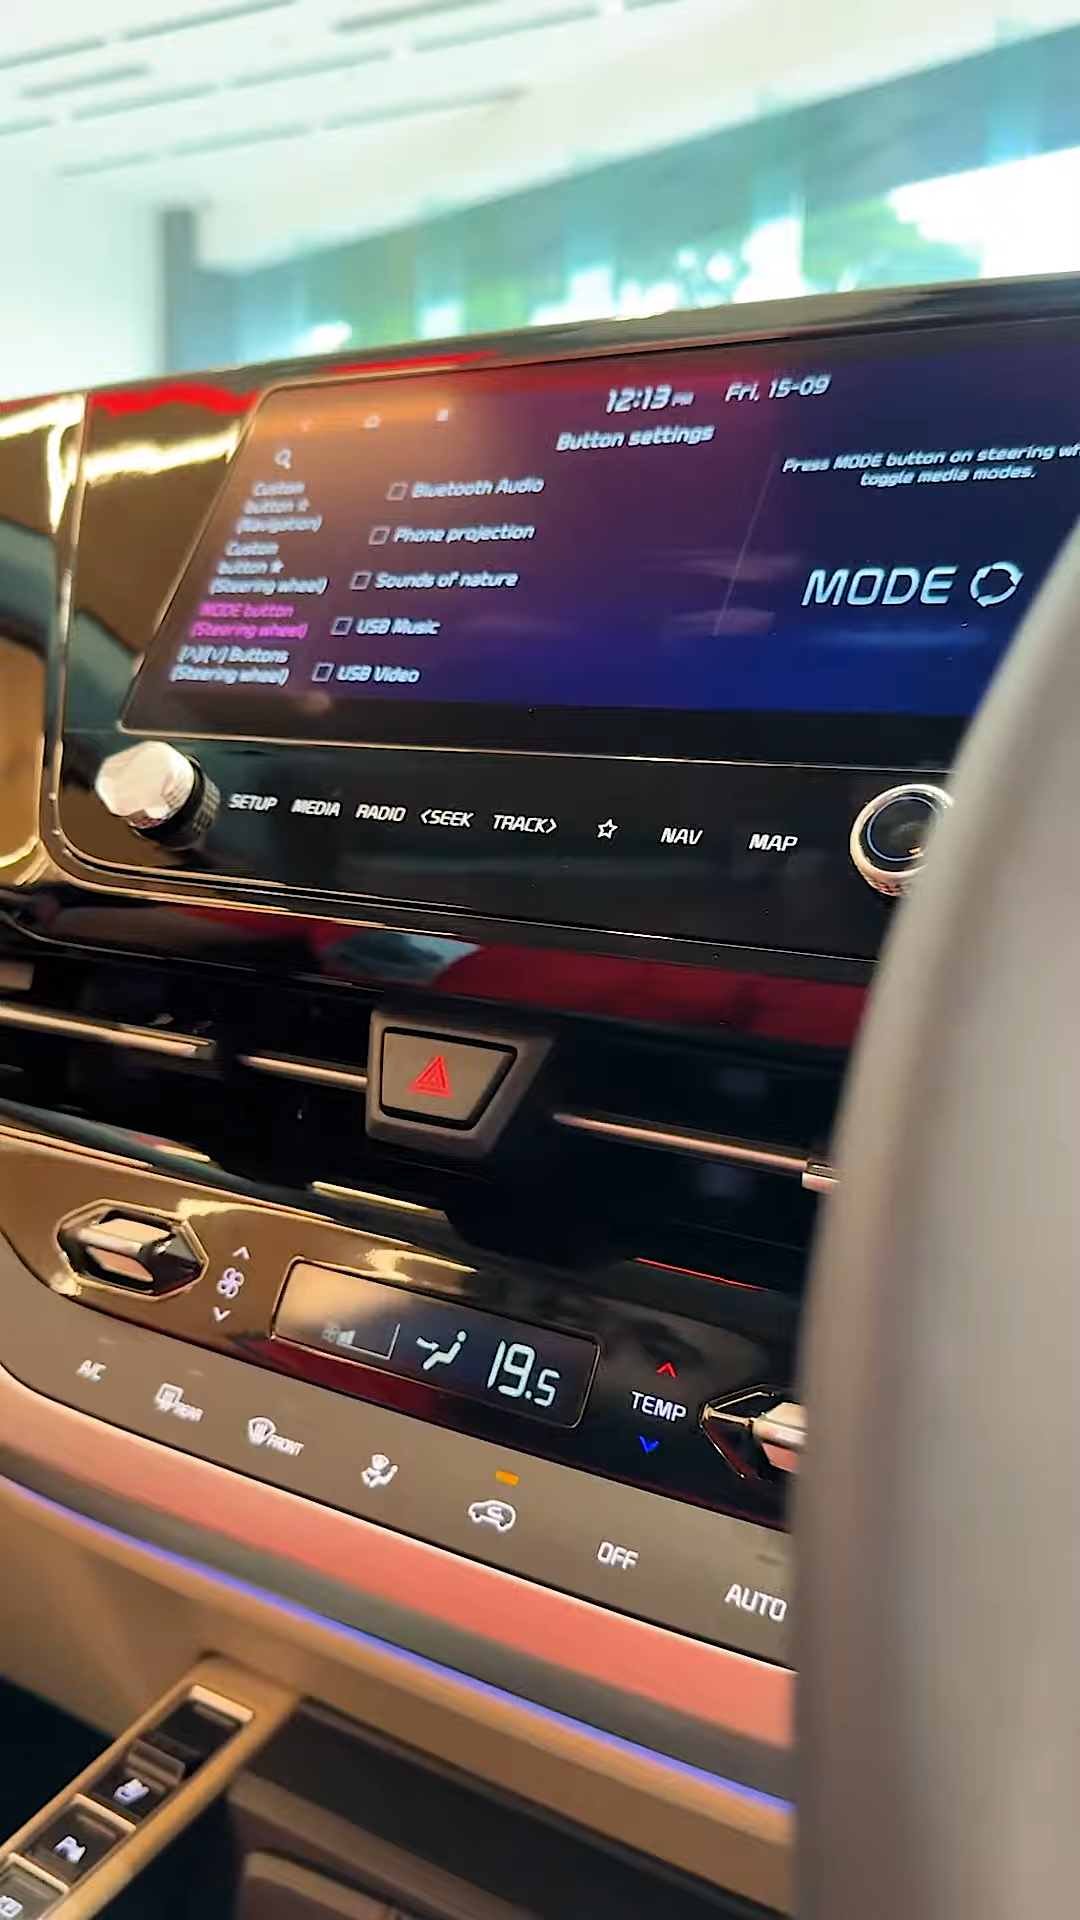 12:13 PM Fri, 15-09
Button settings
Custom
button ☆
(Navigation)
Custom
button ★
(Steering wheel)
MODE button
(Steering wheel)
[∧]/[∨] Buttons
(Steering wheel)
Bluetooth Audio
Phone projection
Sounds of nature
USB Music
USB Video
Press MODE button on steering wh
toggle media modes.
MODE
SETUP MEDIA RADIO <SEEK TRACK> ☆ NAV MAP
19.5
TEMP
A/C
REAR
FRONT
OFF
AUTO